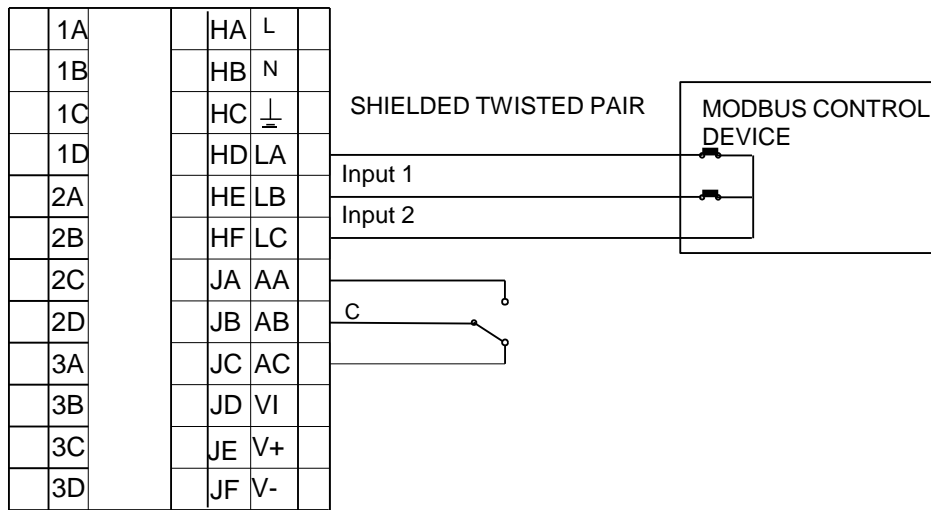 1A HA L
1B HB N
1C HC
1D HD LA
2A HE LB
2B HF LC
2C JA AA
2D JB AB
3A JC AC
3B JD VI
3C JE V+
3D JF V-
SHIELDED TWISTED PAIR
Input 1
Input 2
C
MODBUS CONTROL
DEVICE